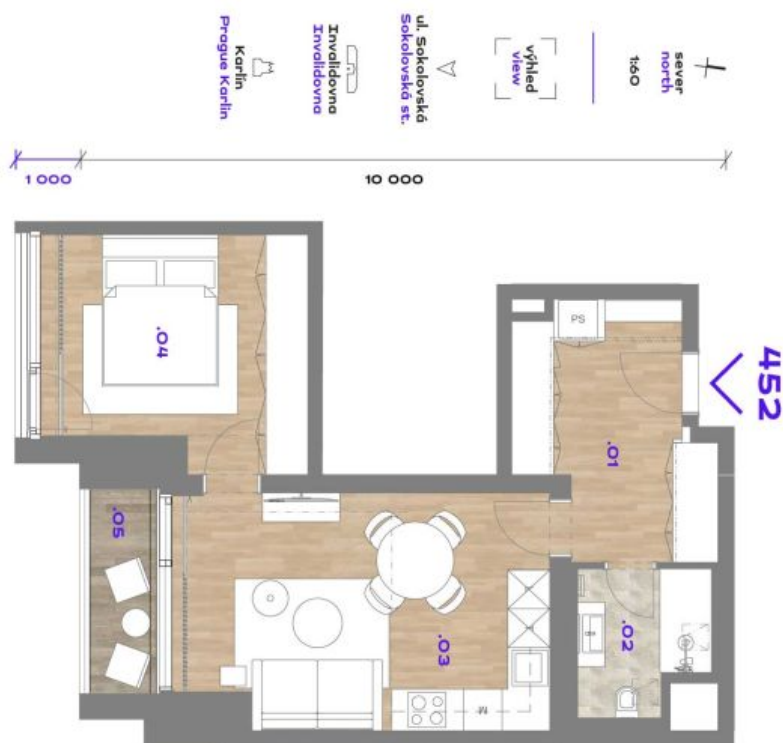 sever
north
1:60
výhled
view
ul. Sokolovská
Sokolovská st.
Invalidovna
Invalidovna
Karlín
Prague Karlín
1 000
10 000
452
PS
.04
.01
.05
.03
.02
M